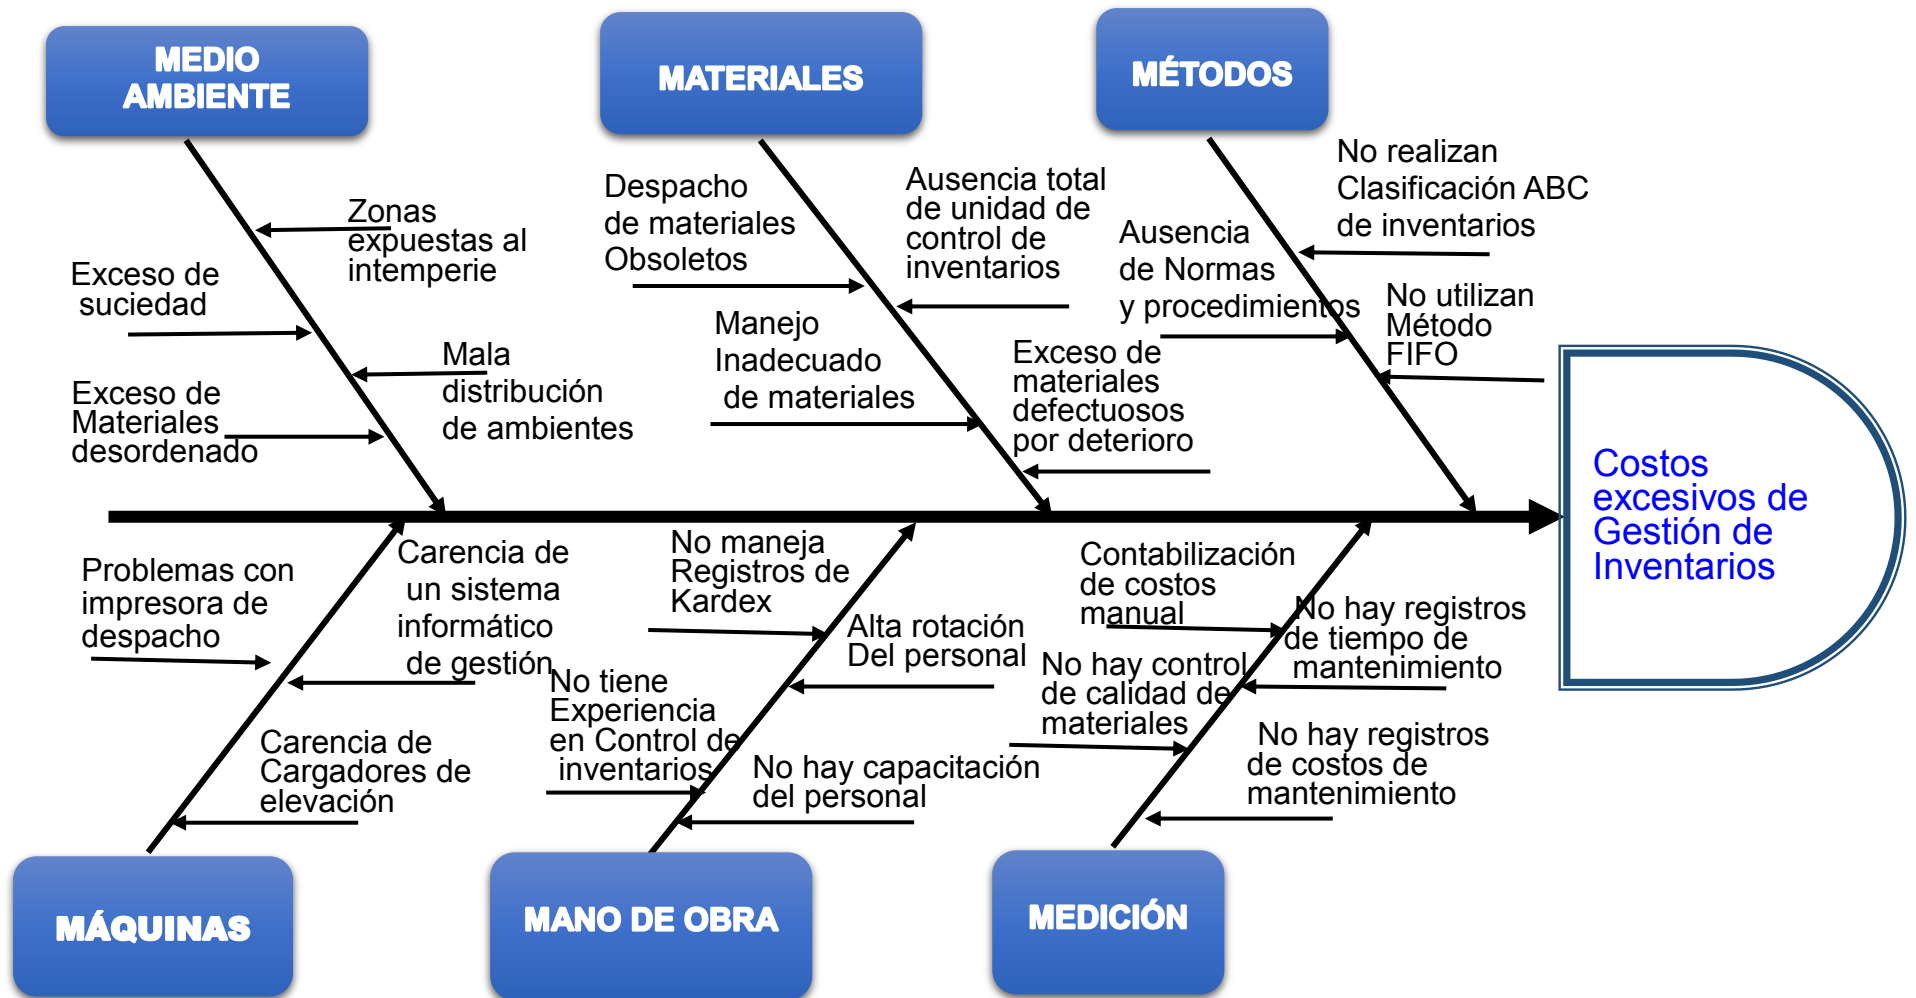 MEDIO
AMBIENTE
MATERIALES
MÉTODOS
Zonas
expuestas al
intemperie
Exceso de
suciedad
Mala
distribución
de ambientes
Exceso de
Materiales
desordenado
Despacho
de materiales
Obsoletos
Ausencia total
de unidad de
control de
inventarios
Manejo
Inadecuado
de materiales
Exceso de
materiales
defectuosos
por deterioro
No realizan
Clasificación ABC
de inventarios
Ausencia
de Normas
y procedimientos
No utilizan
Método
FIFO
Costos
excesivos de
Gestión de
Inventarios
Problemas con
impresora de
despacho
Carencia de
un sistema
informático
de gestión
Carencia de
Cargadores de
elevación
No maneja
Registros de
Kardex
Alta rotación
Del personal
No tiene
Experiencia
en Control de
inventarios
No hay capacitación
del personal
Contabilización
de costos
manual
No hay registros
de tiempo de
mantenimiento
No hay control
de calidad de
materiales
No hay registros
de costos de
mantenimiento
MÁQUINAS
MANO DE OBRA
MEDICIÓN